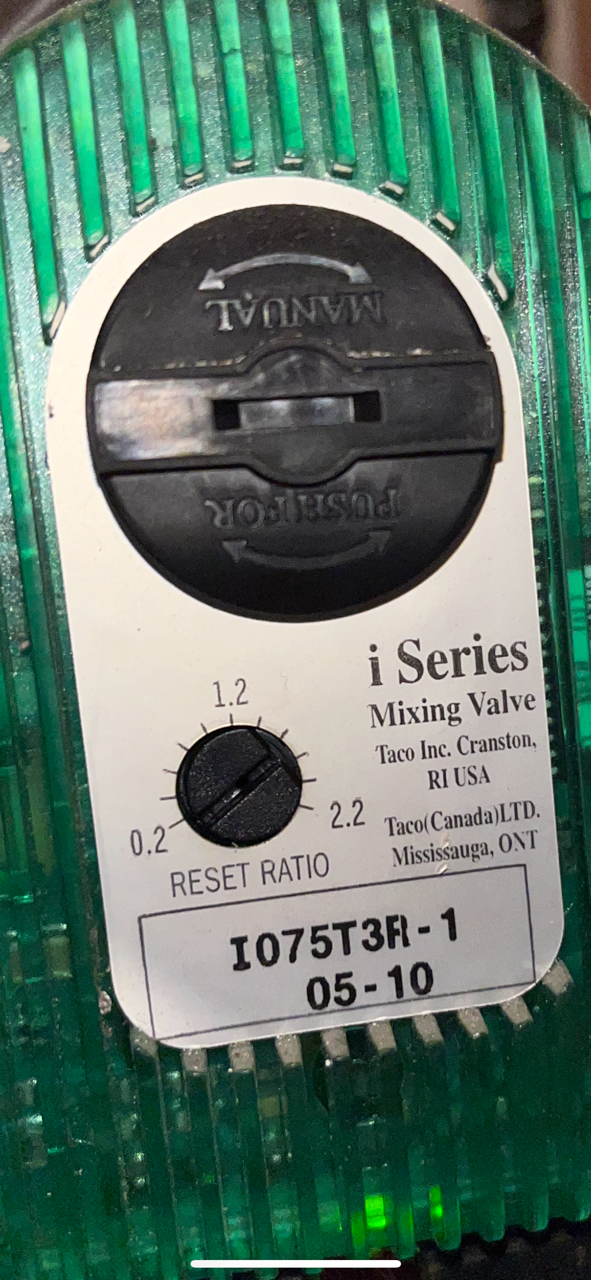 MANUAL
PUSH FOR
i Series
Mixing Valve
Taco Inc. Cranston,
RI USA
Taco(Canada)LTD.
Mississauga, ONT
1.2
0.2
2.2
RESET RATIO
I075T3R-1
05-10